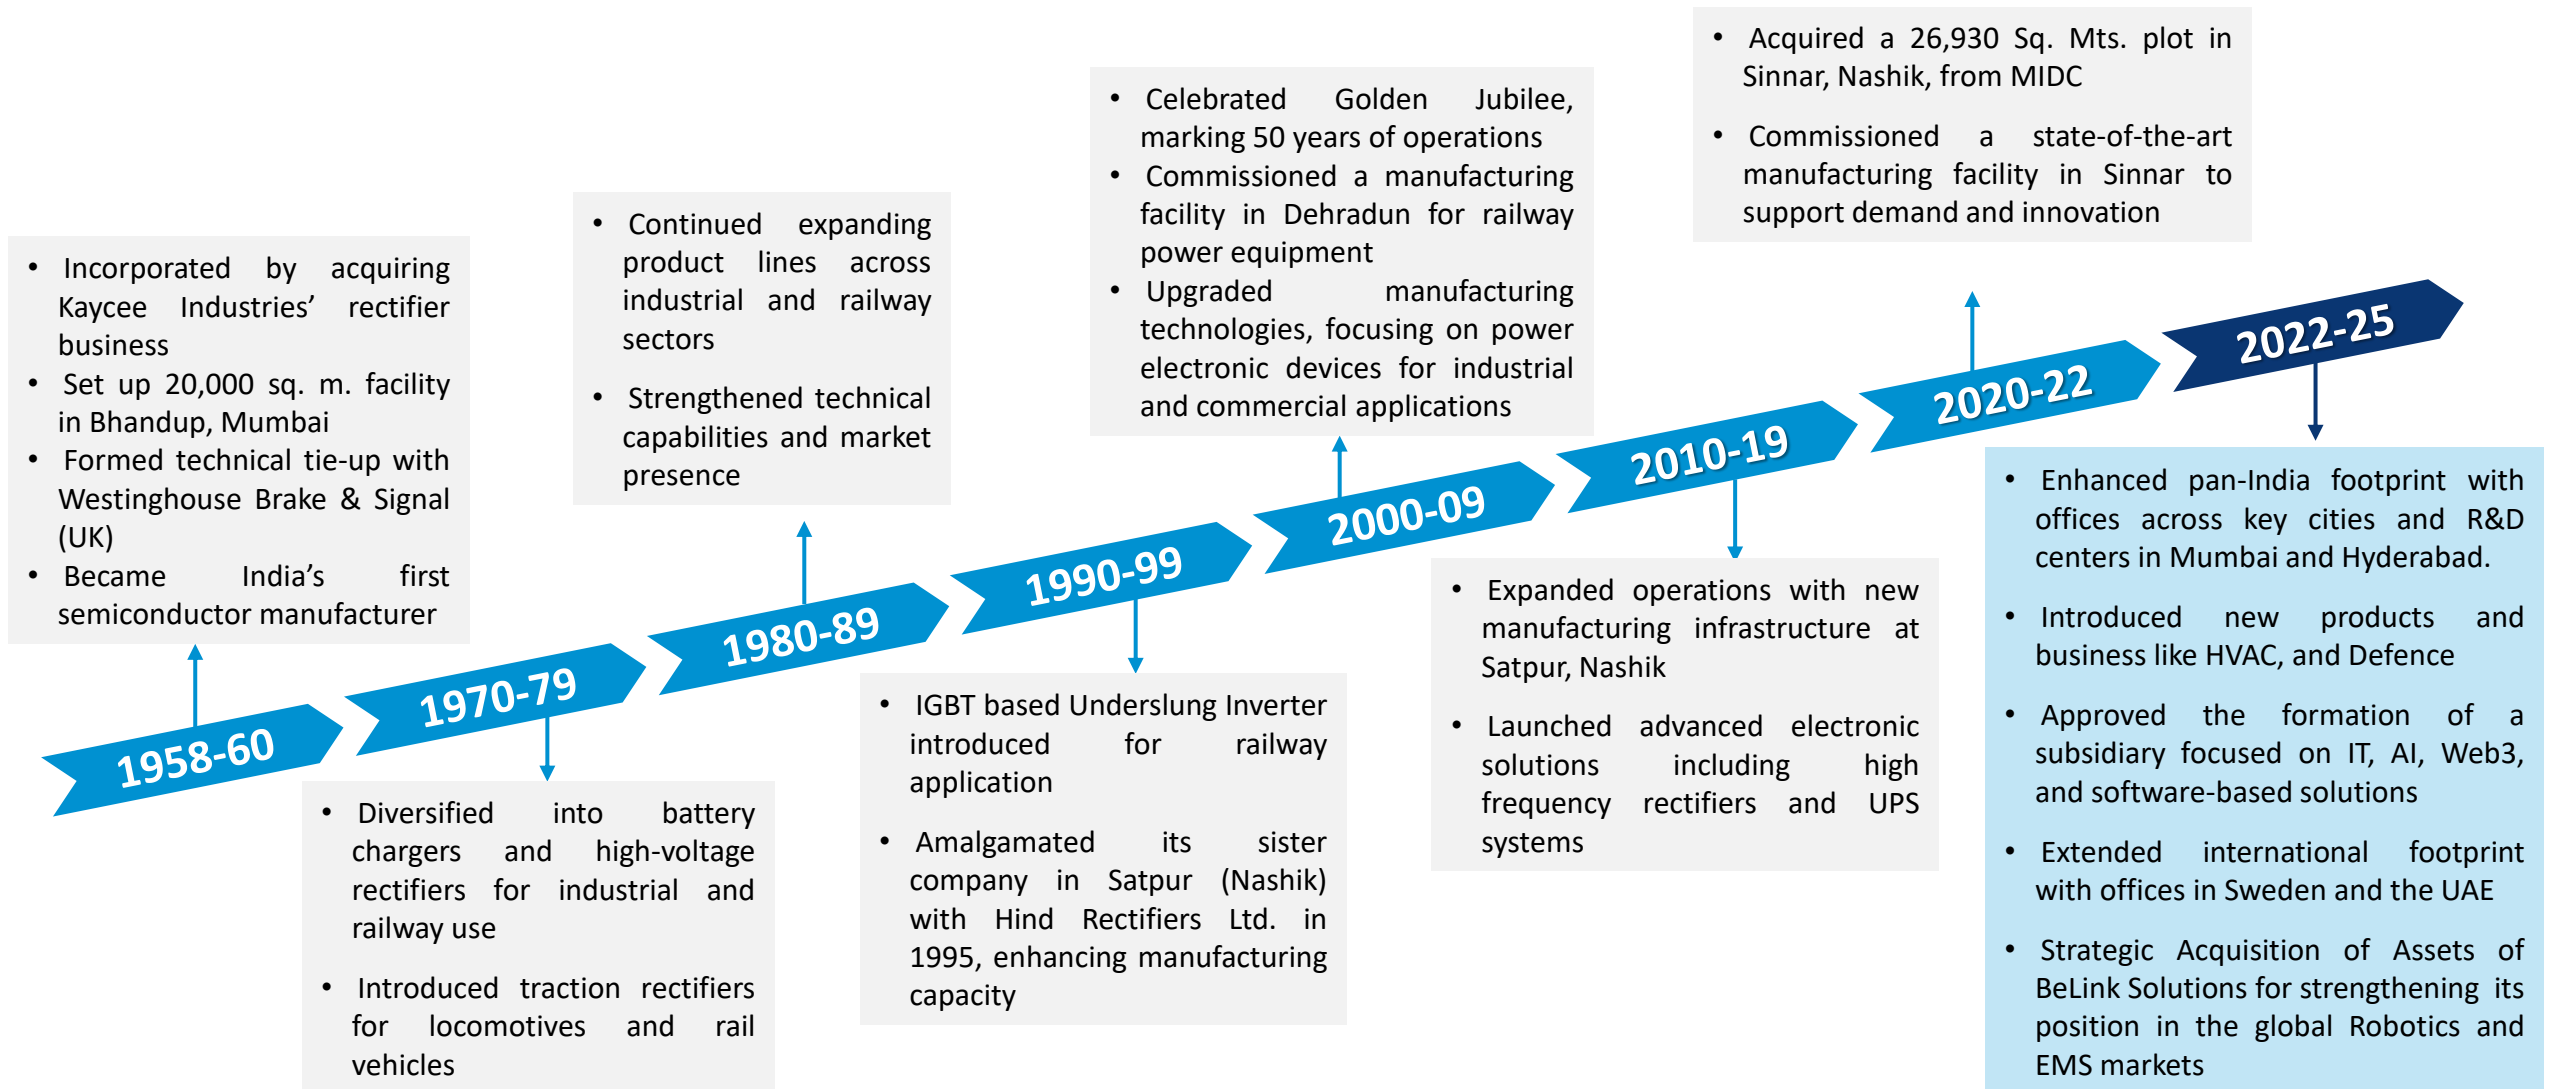 • Incorporated by acquiring
Kaycee Industries’ rectifier
business
• Set up 20,000 sq. m. facility
in Bhandup, Mumbai
• Formed technical tie-up with
Westinghouse Brake & Signal
(UK)
• Became India’s first
semiconductor manufacturer
1958-60
1970-79
• Diversified into battery
chargers and high-voltage
rectifiers for industrial and
railway use
• Introduced traction rectifiers
for locomotives and rail
vehicles
• Continued expanding
product lines across
industrial and railway
sectors
• Strengthened technical
capabilities and market
presence
1980-89
1990-99
• IGBT based Underslung Inverter
introduced for railway
application
• Amalgamated its sister
company in Satpur (Nashik)
with Hind Rectifiers Ltd. in
1995, enhancing manufacturing
capacity
• Celebrated Golden Jubilee,
marking 50 years of operations
• Commissioned a manufacturing
facility in Dehradun for railway
power equipment
• Upgraded manufacturing
technologies, focusing on power
electronic devices for industrial
and commercial applications
2000-09
2010-19
• Expanded operations with new
manufacturing infrastructure at
Satpur, Nashik
• Launched advanced electronic
solutions including high
frequency rectifiers and UPS
systems
• Acquired a 26,930 Sq. Mts. plot in
Sinnar, Nashik, from MIDC
• Commissioned a state-of-the-art
manufacturing facility in Sinnar to
support demand and innovation
2020-22
2022-25
• Enhanced pan-India footprint with
offices across key cities and R&D
centers in Mumbai and Hyderabad.
• Introduced new products and
business like HVAC, and Defence
• Approved the formation of a
subsidiary focused on IT, AI, Web3,
and software-based solutions
• Extended international footprint
with offices in Sweden and the UAE
• Strategic Acquisition of Assets of
BeLink Solutions for strengthening its
position in the global Robotics and
EMS markets